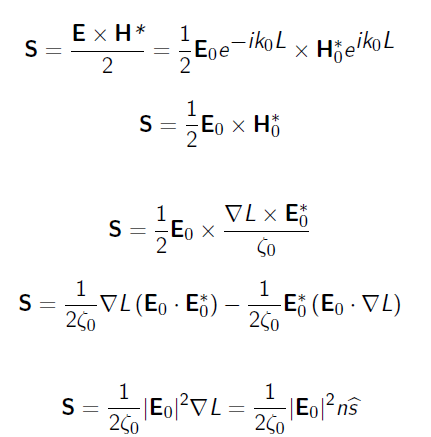 S = E × H* / 2 = 1/2 E₀e^{−ik₀L} × H₀*e^{ik₀L}
S = 1/2 E₀ × H₀*
S = 1/2 E₀ × ∇L × E₀* / ζ₀
S = 1/2ζ₀ ∇L (E₀ · E₀*) − 1/2ζ₀ E₀* (E₀ · ∇L)
S = 1/2ζ₀ |E₀|²∇L = 1/2ζ₀ |E₀|²nŝ